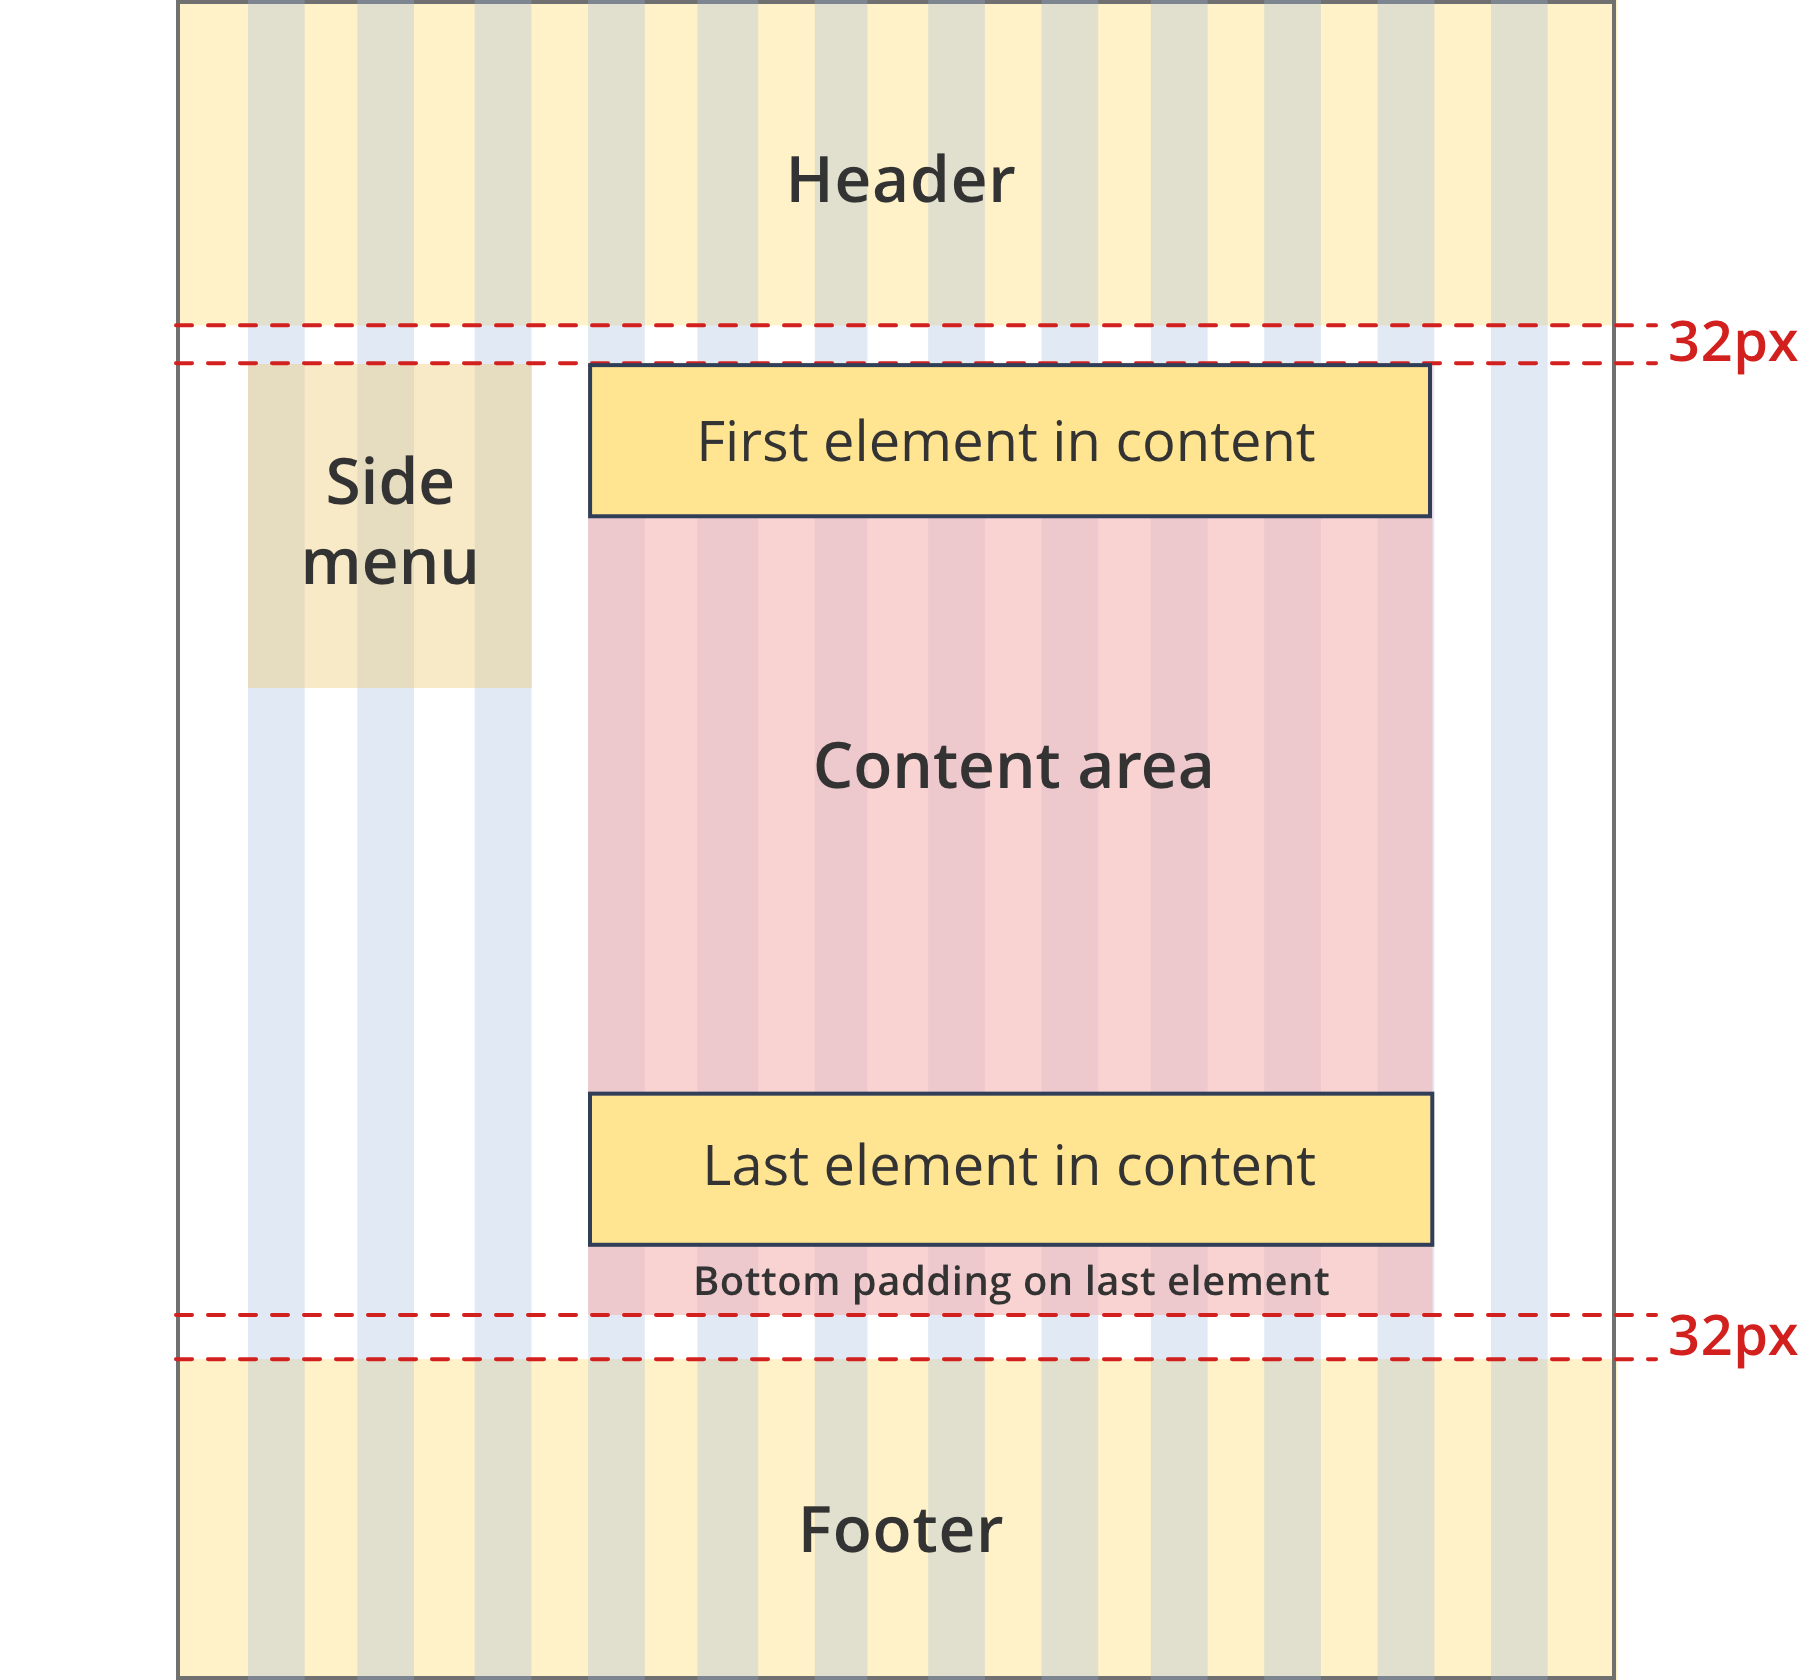 Header
32px
First element in content
Side
menu
Content area
Last element in content
Bottom padding on last element
32px
Footer